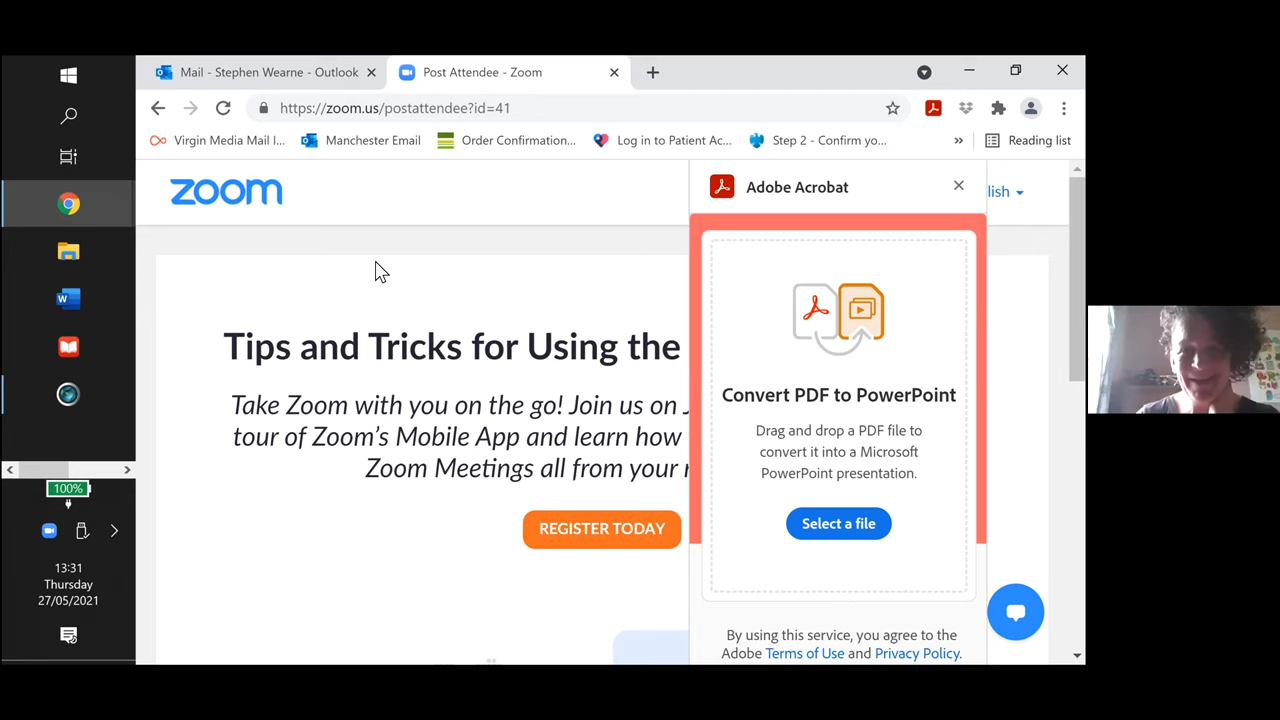 Mail - Stephen Wearne - Outlook
Post Attendee - Zoom
https://zoom.us/postattendee?id=41
Virgin Media Mail I...
Manchester Email
Order Confirmation...
Log in to Patient Ac...
Step 2 - Confirm yo...
»
Reading list
zoom
Adobe Acrobat
lish
Tips and Tricks for Using the
Take Zoom with you on the go! Join us on J
tour of Zoom's Mobile App and learn how
Zoom Meetings all from your
REGISTER TODAY
Convert PDF to PowerPoint
Drag and drop a PDF file to
convert it into a Microsoft
PowerPoint presentation.
Select a file
By using this service, you agree to the
Adobe Terms of Use and Privacy Policy.
W
100%
13:31
Thursday
27/05/2021